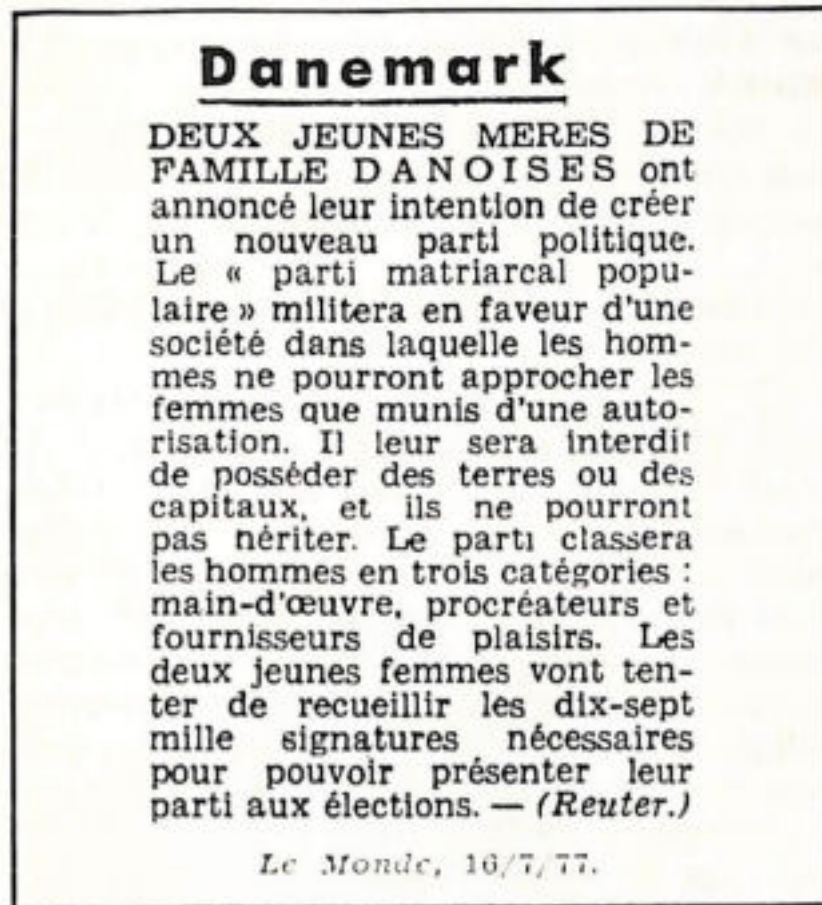 Danemark
DEUX JEUNES MERES DE
FAMILLE DANOISES ont
annoncé leur intention de créer
un nouveau parti politique.
Le « parti matriarcal popu-
laire » militera en faveur d'une
société dans laquelle les hom-
mes ne pourront approcher les
femmes que munis d'une auto-
risation. Il leur sera interdit
de posséder des terres ou des
capitaux, et ils ne pourront
pas hériter. Le parti classera
les hommes en trois catégories :
main-d'œuvre, procréateurs et
fournisseurs de plaisirs. Les
deux jeunes femmes vont ten-
ter de recueillir les dix-sept
mille signatures nécessaires
pour pouvoir présenter leur
parti aux élections. — (Reuter.)
Le Monde, 16/7/77.